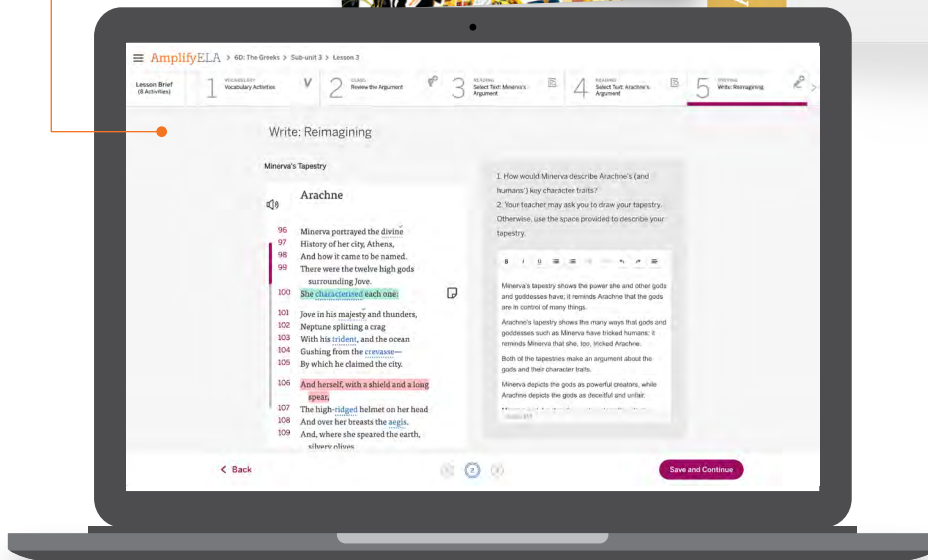 AmplifyELA > 6D: The Greeks > Sub-unit 3 > Lesson 3
Lesson Brief
(8 Activities)
1 VOCABULARY
Vocabulary Activities
2 CLASS
Review the Argument
3 READING
Select Text: Minerva's
Argument
4 READING
Select Text: Arachne's
Argument
5 WRITING
Write: Reimagining
Write: Reimagining
Minerva's Tapestry
Arachne
96 Minerva portrayed the divine
97 History of her city, Athens,
98 And how it came to be named.
99 There were the twelve high gods
surrounding Jove.
100 She characterised each one:
101 Jove in his majesty and thunders,
102 Neptune splitting a crag
103 With his trident, and the ocean
104 Gushing from the crevasse—
105 By which he claimed the city.
106 And herself, with a shield and a long
spear,
107 The high-ridged helmet on her head
108 And over her breasts the aegis.
109 And, where she speared the earth,
silvery olives
1. How would Minerva describe Arachne's (and
humans') key character traits?
2. Your teacher may ask you to draw your tapestry.
Otherwise, use the space provided to describe your
tapestry.
B I U
Minerva's tapestry shows the power she and other gods
and goddesses have; it reminds Arachne that the gods
are in control of many things.
Arachne's tapestry shows the many ways that gods and
goddesses such as Minerva have tricked humans; it
reminds Minerva that she, too, tricked Arachne.
Both of the tapestries make an argument about the
gods and their character traits.
Minerva depicts the gods as powerful creators, while
Arachne depicts the gods as deceitful and unfair.
< Back
1 2 3
Save and Continue